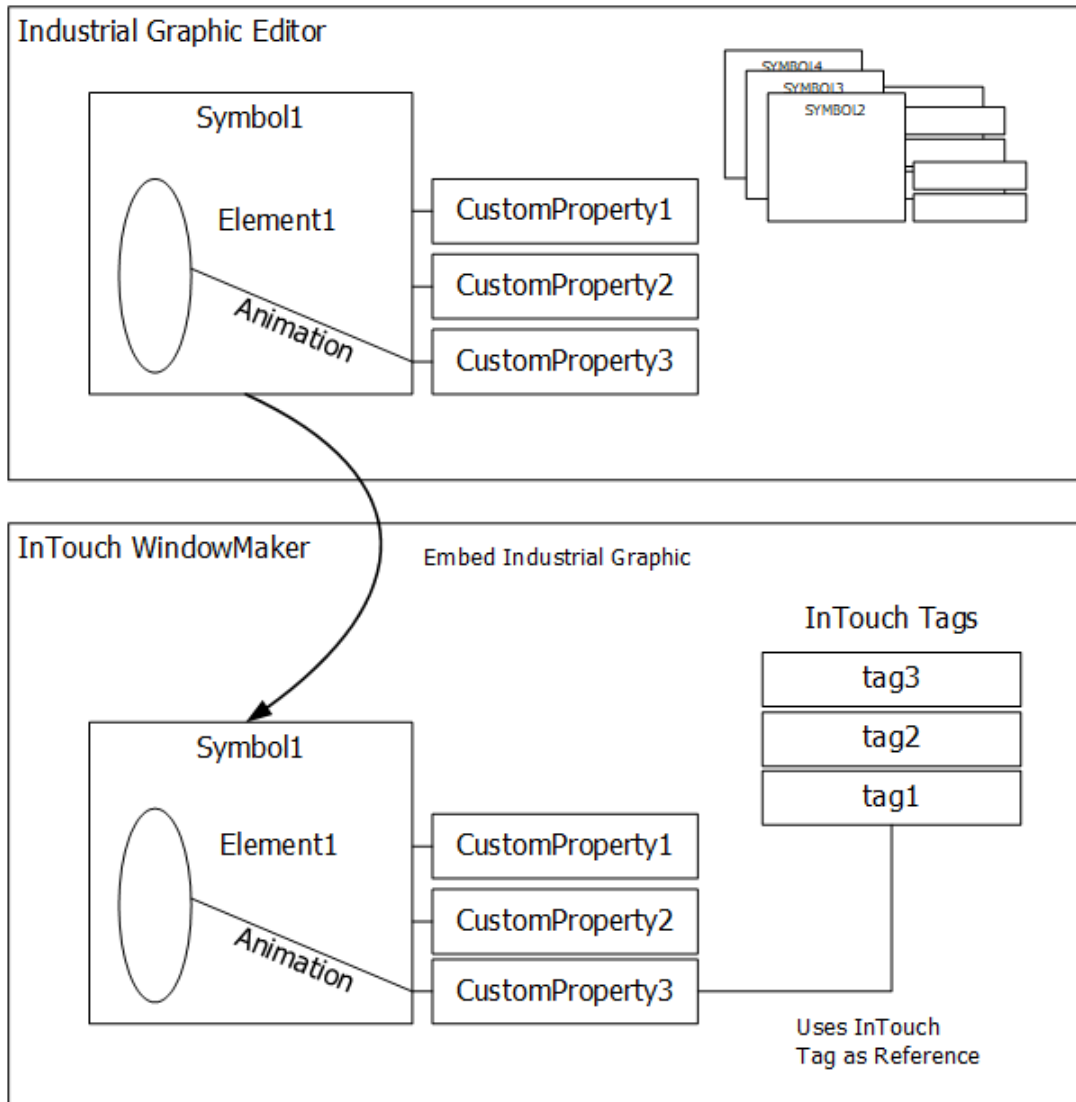 Industrial Graphic Editor
SYMBOL4
SYMBOL3
SYMBOL2
Symbol1
Element1
Animation
CustomProperty1
CustomProperty2
CustomProperty3
InTouch WindowMaker
Embed Industrial Graphic
InTouch Tags
tag3
tag2
tag1
Symbol1
Element1
Animation
CustomProperty1
CustomProperty2
CustomProperty3
Uses InTouch
Tag as Reference